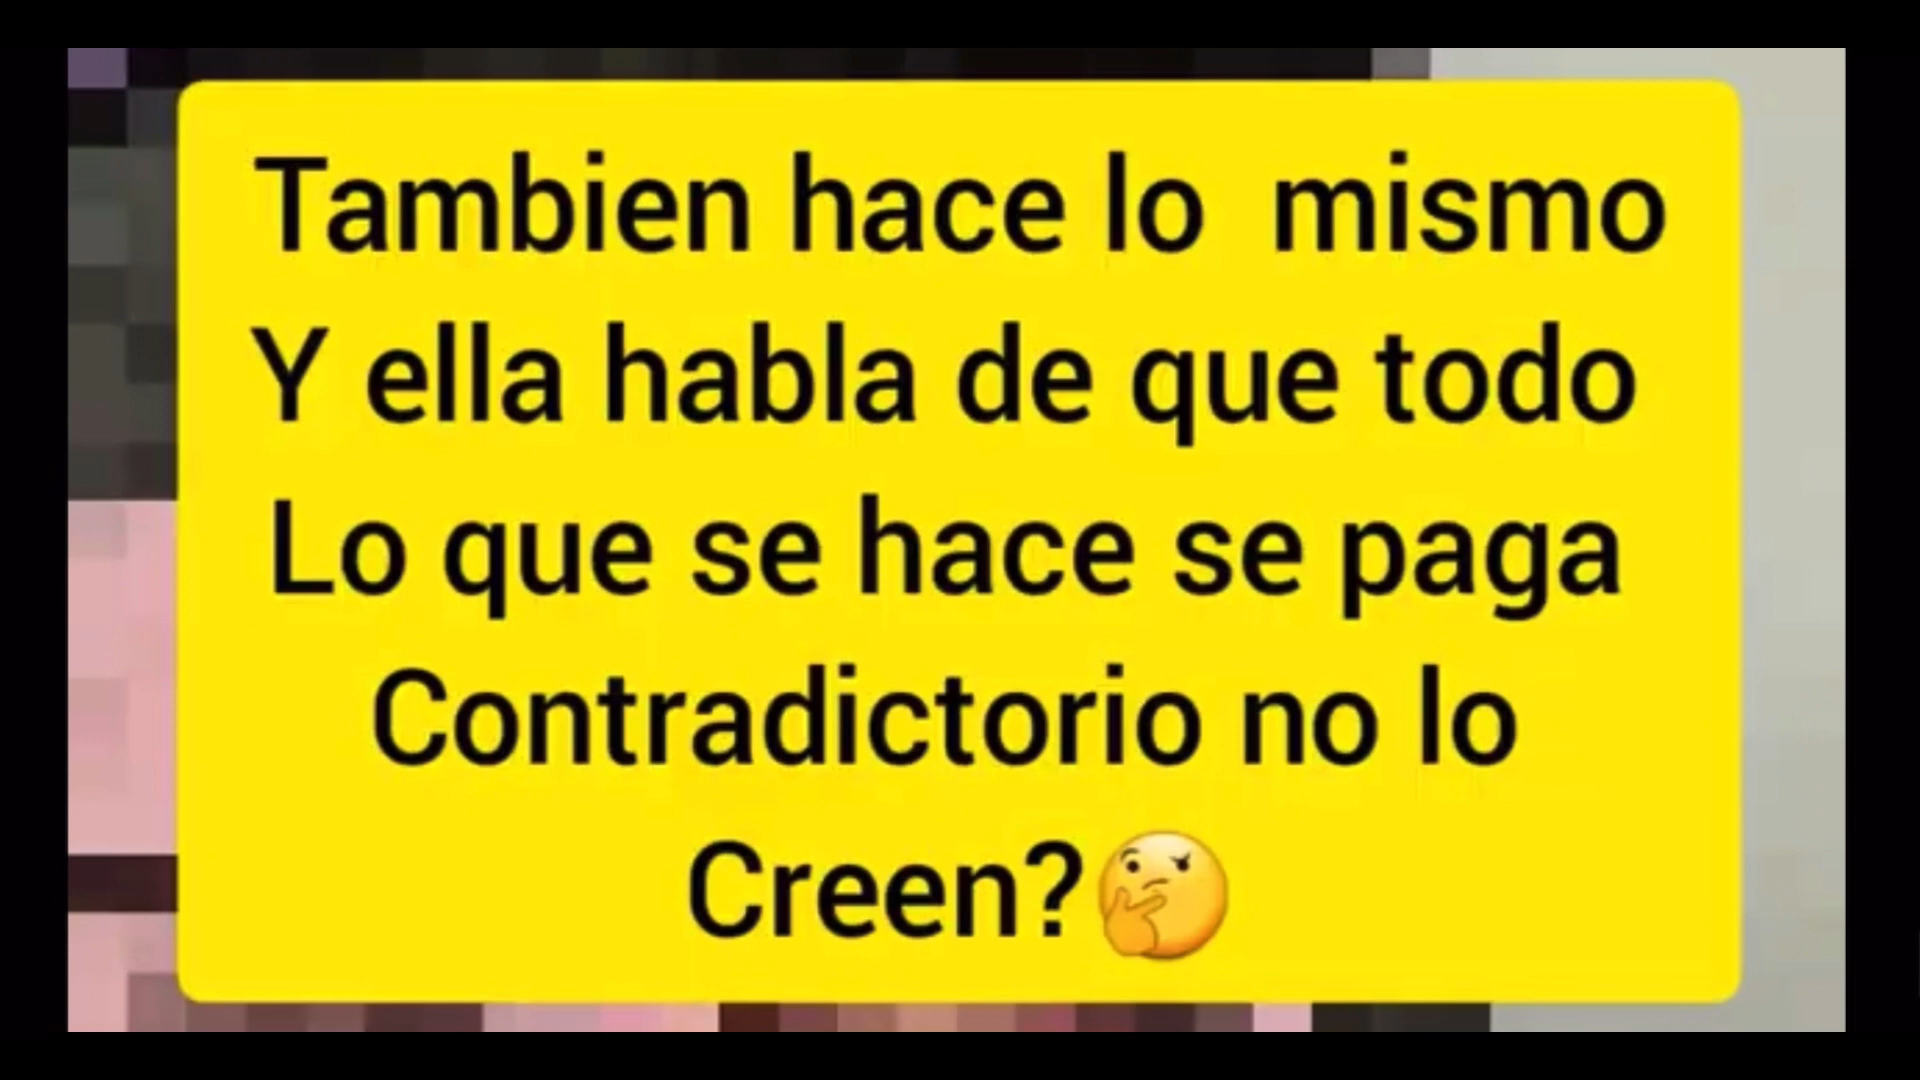 Tambien hace lo  mismo
Y ella habla de que todo
Lo que se hace se paga
Contradictorio no lo
Creen?🤔